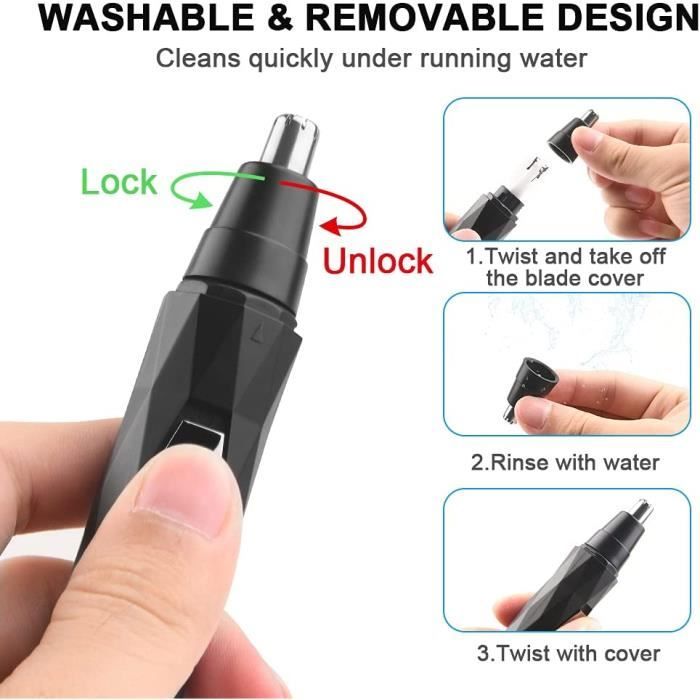 WASHABLE & REMOVABLE DESIGN
Cleans quickly under running water
Lock
Unlock
1.Twist and take off
the blade cover
2.Rinse with water
3.Twist with cover